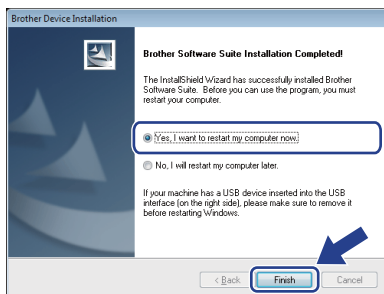 Brother Device Installation
Brother Software Suite Installation Completed!
The InstallShield Wizard has successfully installed Brother
Software Suite. Before you can use the program, you must
restart your computer.
Yes, I want to restart my computer now.
No, I will restart my computer later.
If your machine has a USB device inserted into the USB
interface (on the right side), please make sure to remove it
before restarting Windows.
< Back
Finish
Cancel